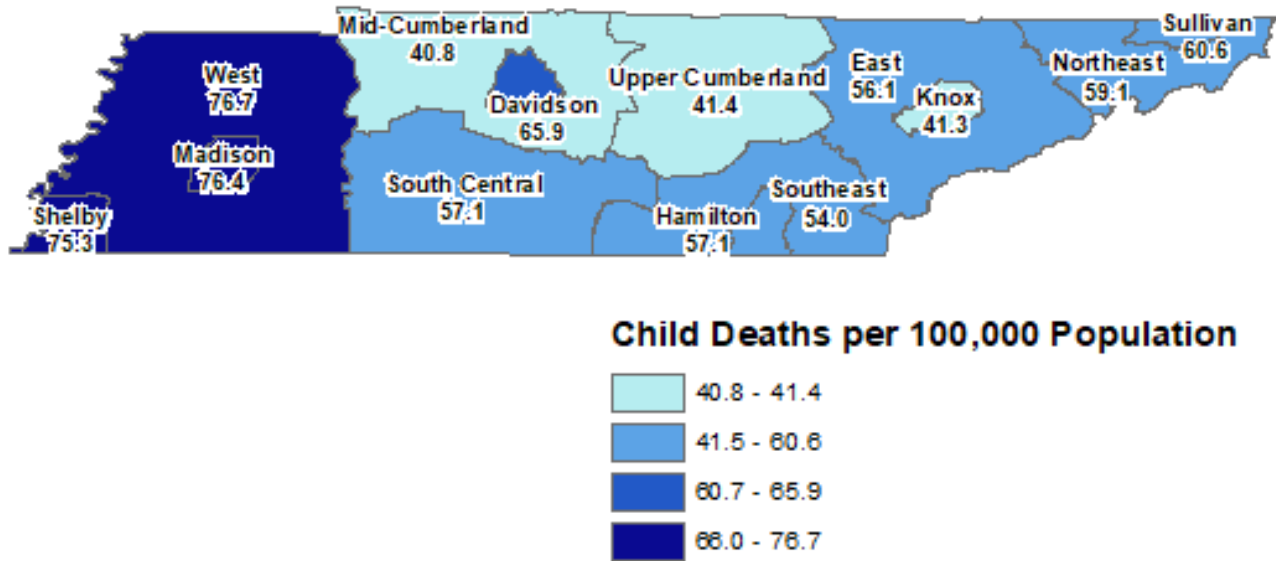 Mid-Cumberland
40.8
Sullivan
60.6
West
76.7
Upper Cumberland
41.4
East
56.1
Northeast
59.1
Davidson
65.9
Knox
41.3
Madison
76.4
South Central
57.1
Southeast
54.0
Shelby
75.3
Hamilton
57.1
Child Deaths per 100,000 Population
40.8 - 41.4
41.5 - 60.6
60.7 - 65.9
66.0 - 76.7